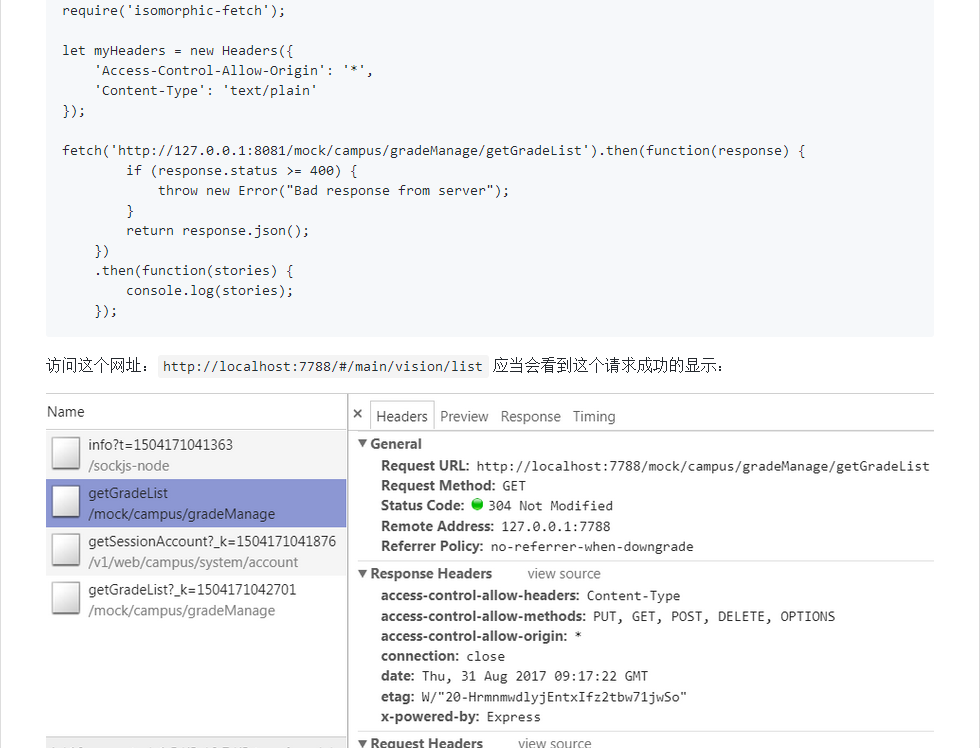 require('isomorphic-fetch');
let myHeaders = new Headers({
'Access-Control-Allow-Origin': '*',
'Content-Type': 'text/plain'
});
fetch('http://127.0.0.1:8081/mock/campus/gradeManage/getGradeList').then(function(response) {
if (response.status >= 400) {
throw new Error("Bad response from server");
}
return response.json();
})
.then(function(stories) {
console.log(stories);
});
访问这个网址： http://localhost:7788/#/main/vision/list 应当会看到这个请求成功的显示：
Name
info?t=1504171041363
/sockjs-node
getGradeList
/mock/campus/gradeManage
getSessionAccount?_k=1504171041876
/v1/web/campus/system/account
getGradeList?_k=1504171042701
/mock/campus/gradeManage
× Headers Preview Response Timing
▼ General
Request URL: http://localhost:7788/mock/campus/gradeManage/getGradeList
Request Method: GET
Status Code: 304 Not Modified
Remote Address: 127.0.0.1:7788
Referrer Policy: no-referrer-when-downgrade
▼ Response Headers view source
access-control-allow-headers: Content-Type
access-control-allow-methods: PUT, GET, POST, DELETE, OPTIONS
access-control-allow-origin: *
connection: close
date: Thu, 31 Aug 2017 09:17:22 GMT
etag: W/"20-HrmnmwdlyjEntxIfz2tbw71jwSo"
x-powered-by: Express
▼ Request Headers view source